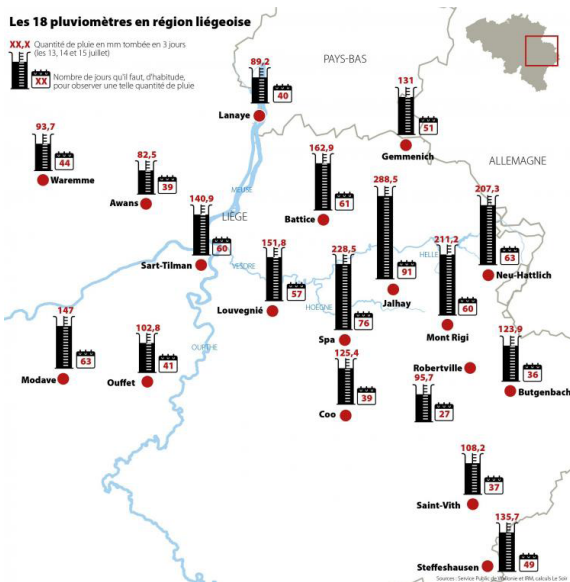 Les 18 pluviomètres en région liégeoise
XX,X Quantité de pluie en mm tombée en 3 jours
(les 13, 14 et 15 juillet)
XX Nombre de jours qu'il faut, d'habitude,
pour observer une telle quantité de pluie
PAYS-BAS
ALLEMAGNE
89,2
40
Lanaye
131
51
Gemmenich
93,7
44
Waremme
82,5
39
Awans
MEUSE
LIÈGE
140,9
60
Sart-Tilman
162,9
61
Battice
288,5
91
Jalhay
207,3
63
Neu-Hattlich
VESDRE
151,8
57
Louvegnié
HOËGNE
228,5
76
Spa
HELLE
211,2
60
Mont Rigi
147
63
Modave
102,8
41
Ouffet
OURTHE
125,4
39
Coo
Robertville
95,7
27
123,9
36
Butgenbach
108,2
37
Saint-Vith
135,7
49
Steffeshausen
Sources : Service Public de Wallonie et IRM, calculs Le Soir